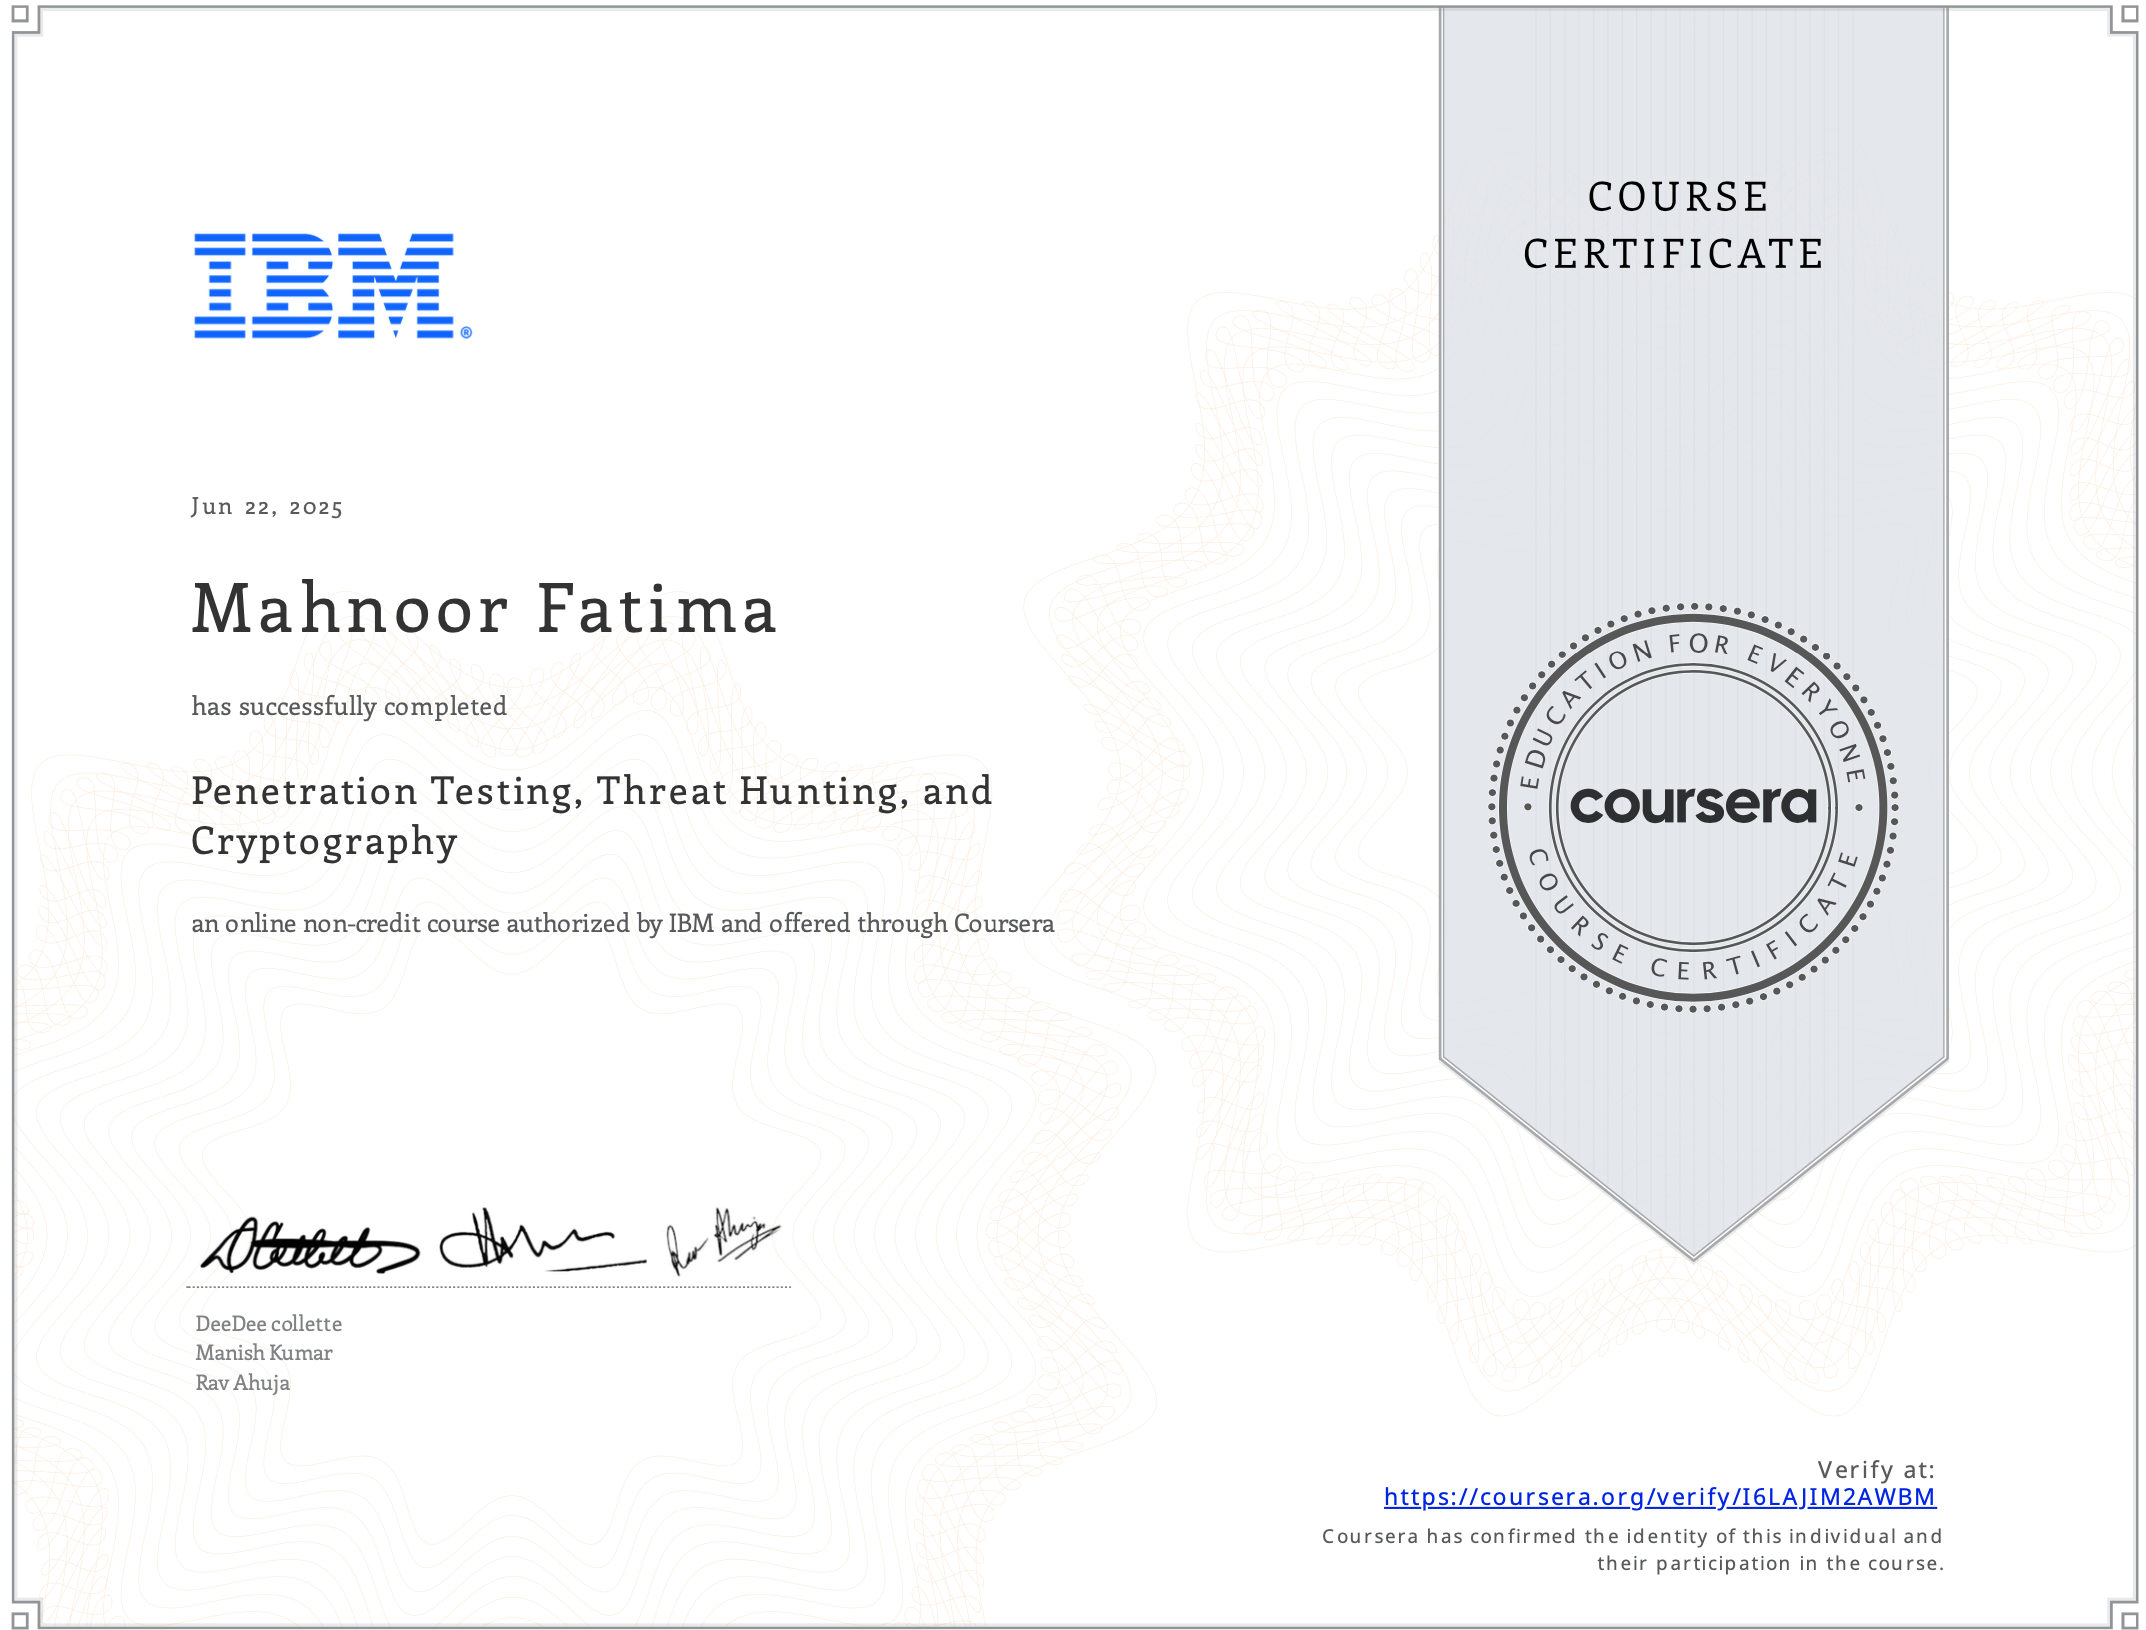 IBM®
COURSE
CERTIFICATE
Jun 22, 2025
Mahnoor Fatima
has successfully completed
Penetration Testing, Threat Hunting, and
Cryptography
an online non-credit course authorized by IBM and offered through Coursera
• EDUCATION FOR EVERYONE •
coursera
COURSE CERTIFICATE
Rav Ahuja
DeeDee collette
Manish Kumar
Rav Ahuja
Verify at:
https://coursera.org/verify/I6LAJIM2AWBM
Coursera has confirmed the identity of this individual and
their participation in the course.